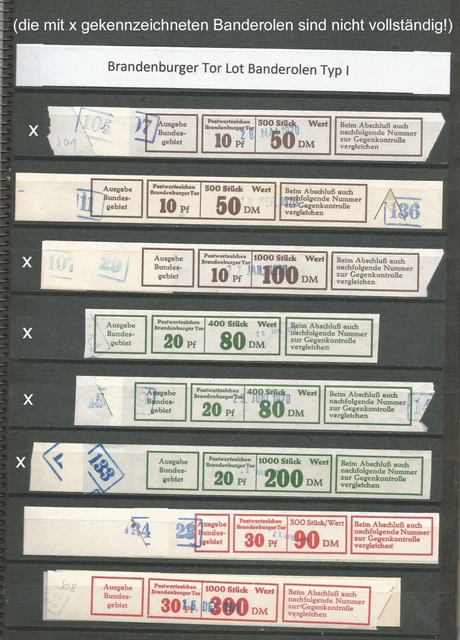 (die mit x gekennzeichneten Banderolen sind nicht vollständig!)
Brandenburger Tor Lot Banderolen Typ I
x
Ausgabe
Bundes-
gebiet
Postwertzeichen
Brandenburger Tor
10 Pf
500 Stück Wert
50 DM
Beim Abschluß auch
nachfolgende Nummer
zur Gegenkontrolle
vergleichen
Ausgabe
Bundes-
gebiet
Postwertzeichen
Brandenburger Tor
10 Pf
500 Stück Wert
50 DM
Beim Abschluß auch
nachfolgende Nummer
zur Gegenkontrolle
vergleichen
136
x
Ausgabe
Bundes-
gebiet
Postwertzeichen
Brandenburger Tor
10 Pf
1000 Stück Wert
100 DM
Beim Abschluß auch
nachfolgende Nummer
zur Gegenkontrolle
vergleichen
x
Ausgabe
Bundes-
gebiet
Postwertzeichen
Brandenburger Tor
20 Pf
400 Stück Wert
80 DM
Beim Abschluß auch
nachfolgende Nummer
zur Gegenkontrolle
vergleichen
x
Ausgabe
Bundes-
gebiet
Postwertzeichen
Brandenburger Tor
20 Pf
400 Stück Wert
80 DM
Beim Abschluß auch
nachfolgende Nummer
zur Gegenkontrolle
vergleichen
x
133
Ausgabe
Bundes-
gebiet
Postwertzeichen
Brandenburger Tor
20 Pf
1000 Stück Wert
200 DM
Beim Abschluß auch
nachfolgende Nummer
zur Gegenkontrolle
vergleichen
Ausgabe
Bundes-
gebiet
Postwertzeichen
Brandenburger Tor
30 Pf
300 Stück/Wert
90 DM
Beim Abschluß auch
nachfolgende Nummer
zur Gegenkontrolle
vergleichen
Ausgabe
Bundes-
gebiet
Postwertzeichen
Brandenburger Tor
30 Pf
1000 Stück Wert
300 DM
Beim Abschluß auch
nachfolgende Nummer
zur Gegenkontrolle
vergleichen